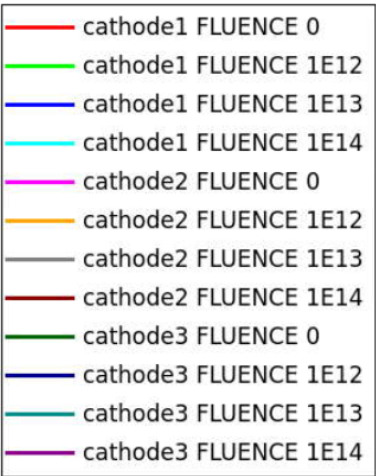 cathode1 FLUENCE 0
cathode1 FLUENCE 1E12
cathode1 FLUENCE 1E13
cathode1 FLUENCE 1E14
cathode2 FLUENCE 0
cathode2 FLUENCE 1E12
cathode2 FLUENCE 1E13
cathode2 FLUENCE 1E14
cathode3 FLUENCE 0
cathode3 FLUENCE 1E12
cathode3 FLUENCE 1E13
cathode3 FLUENCE 1E14